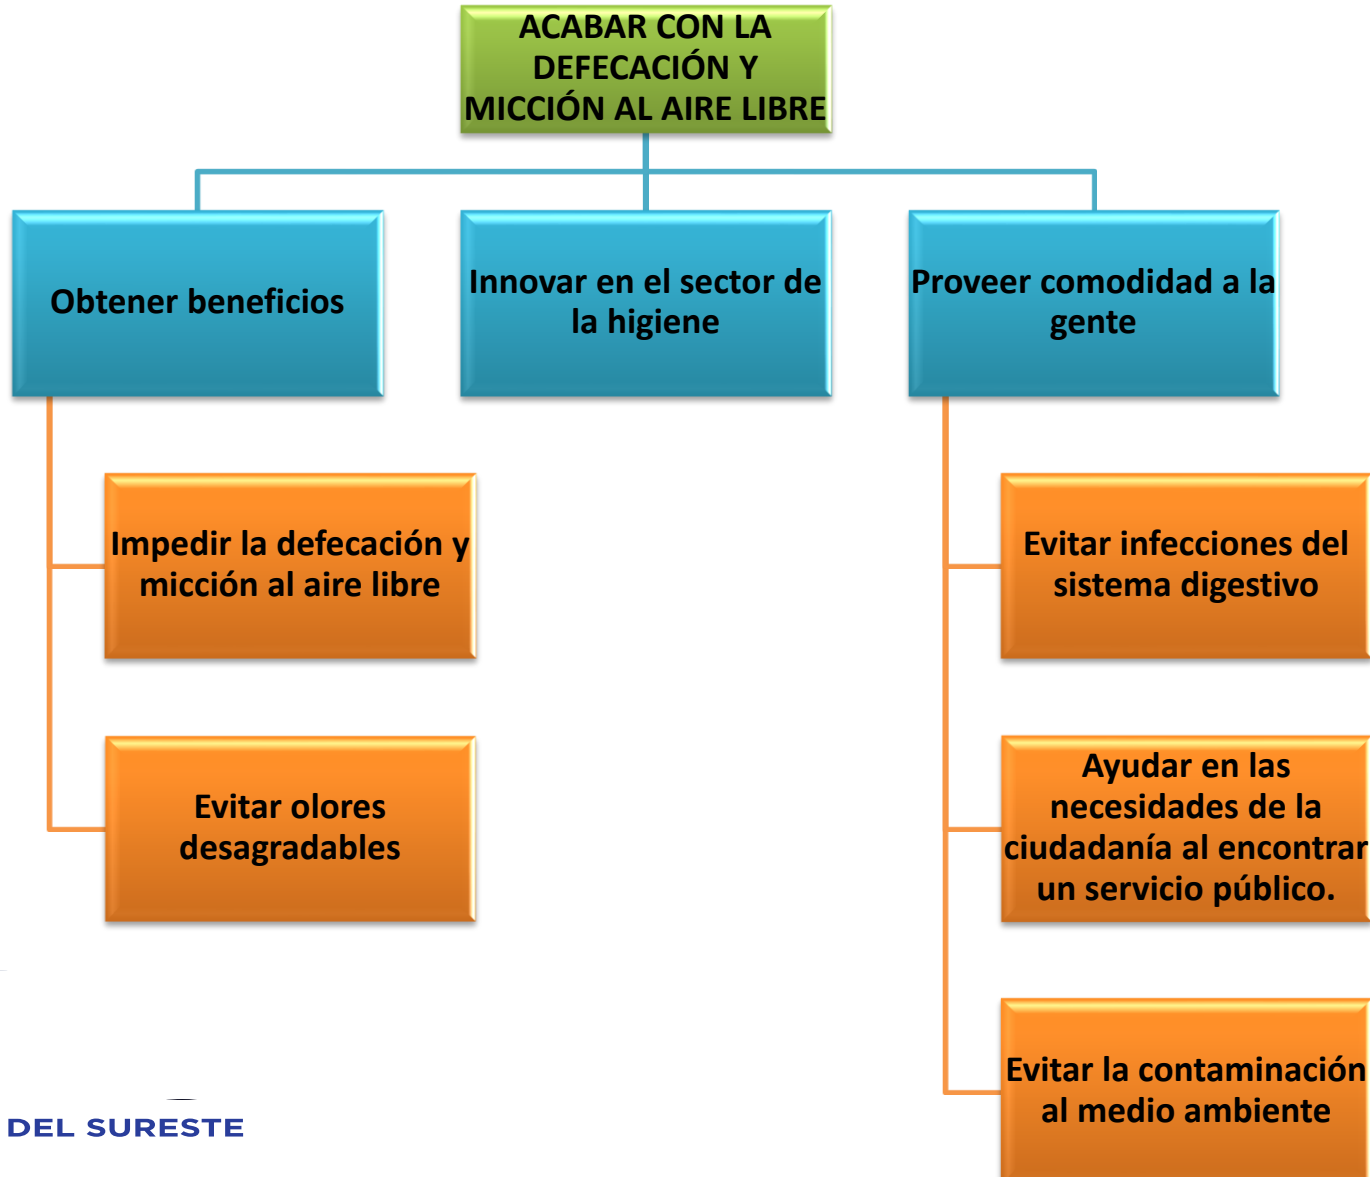 ACABAR CON LA
DEFECACIÓN Y
MICCIÓN AL AIRE LIBRE
Obtener beneficios
Innovar en el sector de
la higiene
Proveer comodidad a la
gente
Impedir la defecación y
micción al aire libre
Evitar olores
desagradables
Evitar infecciones del
sistema digestivo
Ayudar en las
necesidades de la
ciudadanía al encontrar
un servicio público.
Evitar la contaminación
al medio ambiente
DEL SURESTE